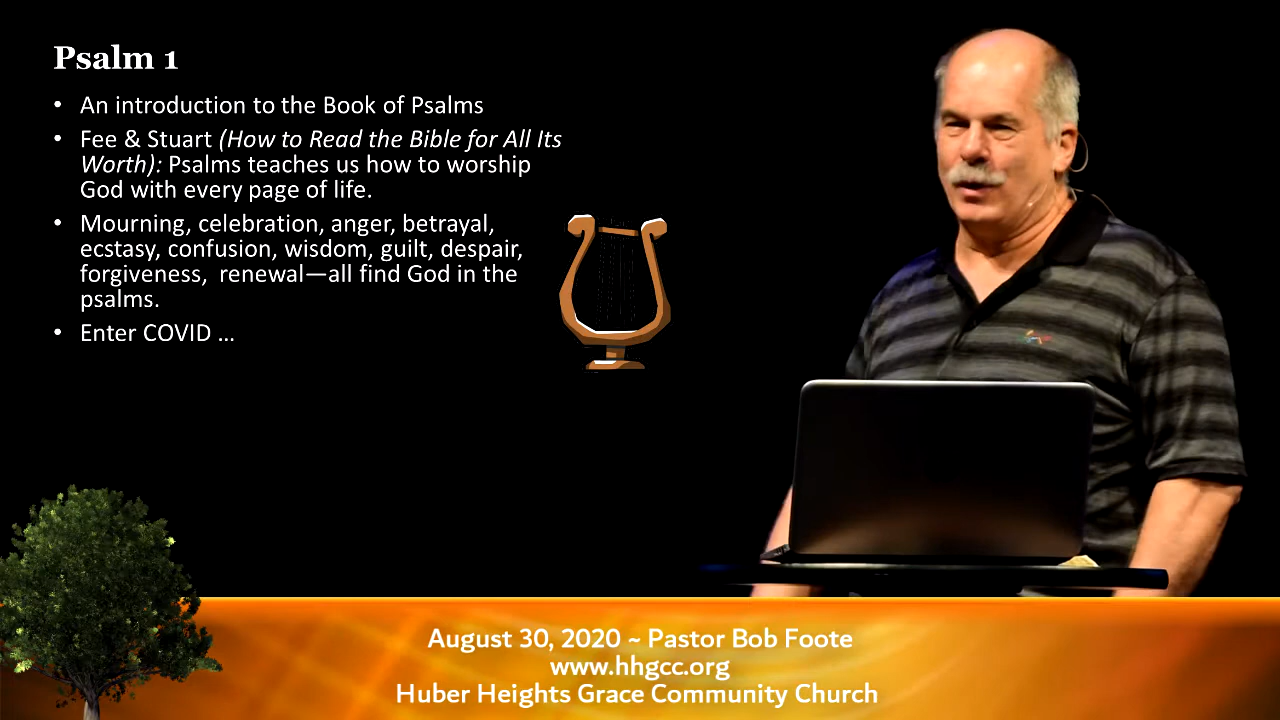 Psalm 1
• An introduction to the Book of Psalms
• Fee & Stuart (How to Read the Bible for All Its
Worth): Psalms teaches us how to worship
God with every page of life.
• Mourning, celebration, anger, betrayal,
ecstasy, confusion, wisdom, guilt, despair,
forgiveness,  renewal—all find God in the
psalms.
• Enter COVID ...
August 30, 2020 ~ Pastor Bob Foote
www.hhgcc.org
Huber Heights Grace Community Church